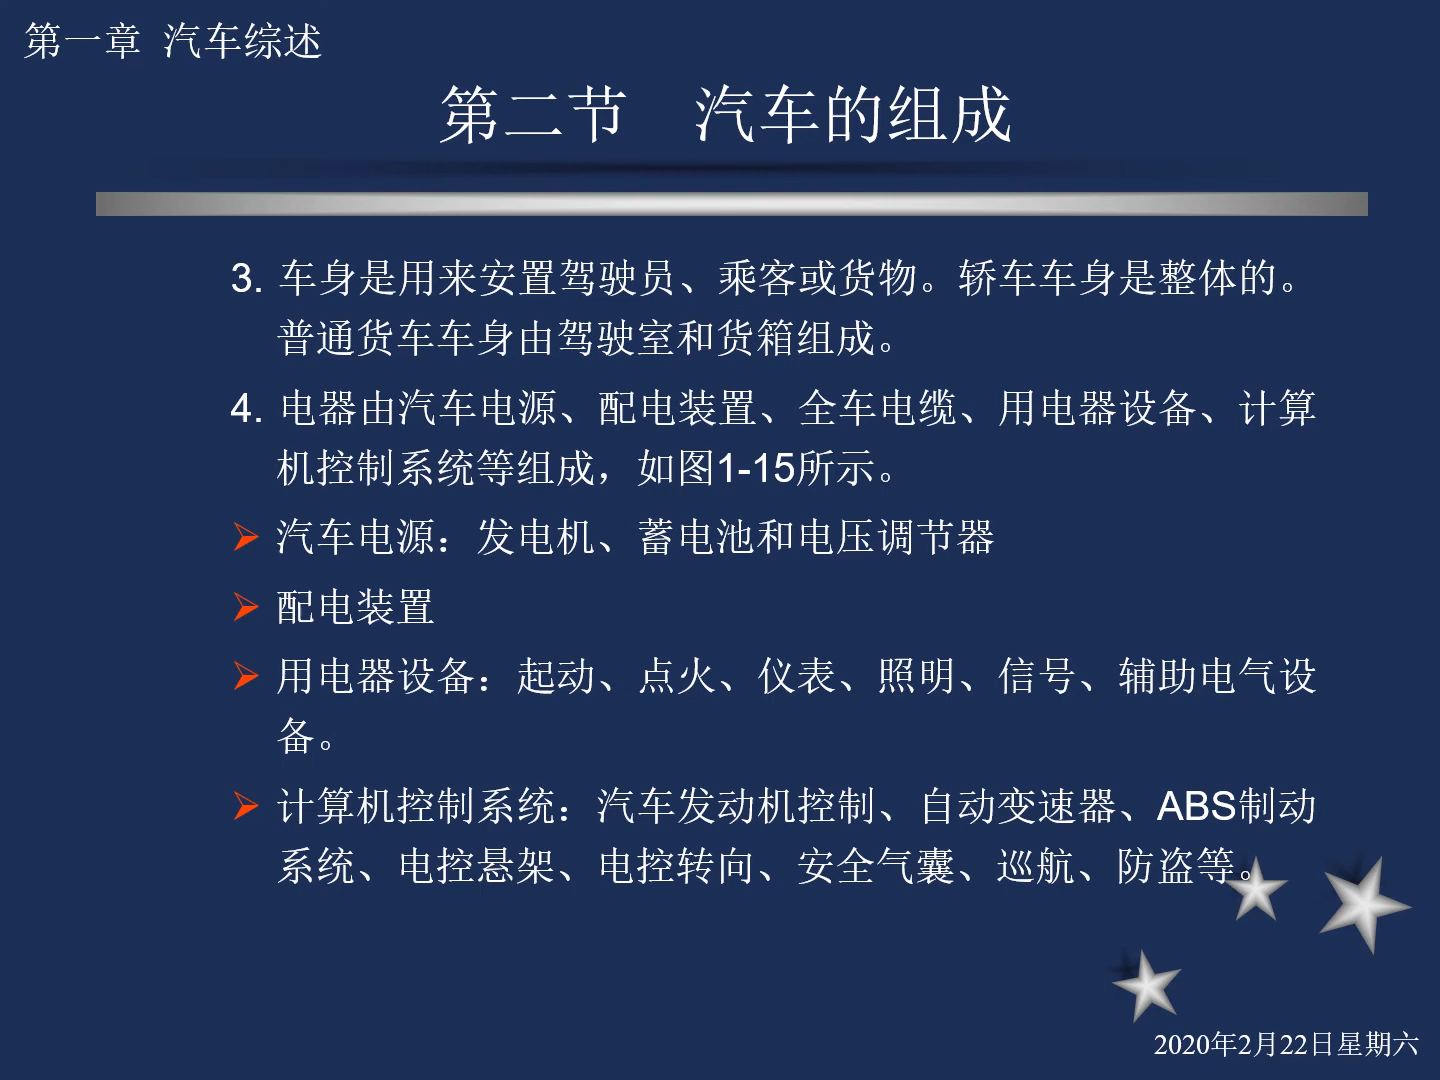 第一章 汽车综述
第二节 汽车的组成
3. 车身是用来安置驾驶员、乘客或货物。轿车车身是整体的。
普通货车车身由驾驶室和货箱组成。
4. 电器由汽车电源、配电装置、全车电缆、用电器设备、计算
机控制系统等组成，如图1-15所示。
汽车电源：发电机、蓄电池和电压调节器
配电装置
用电器设备：起动、点火、仪表、照明、信号、辅助电气设
备。
计算机控制系统：汽车发动机控制、自动变速器、ABS制动
系统、电控悬架、电控转向、安全气囊、巡航、防盗等。
2020年2月22日星期六